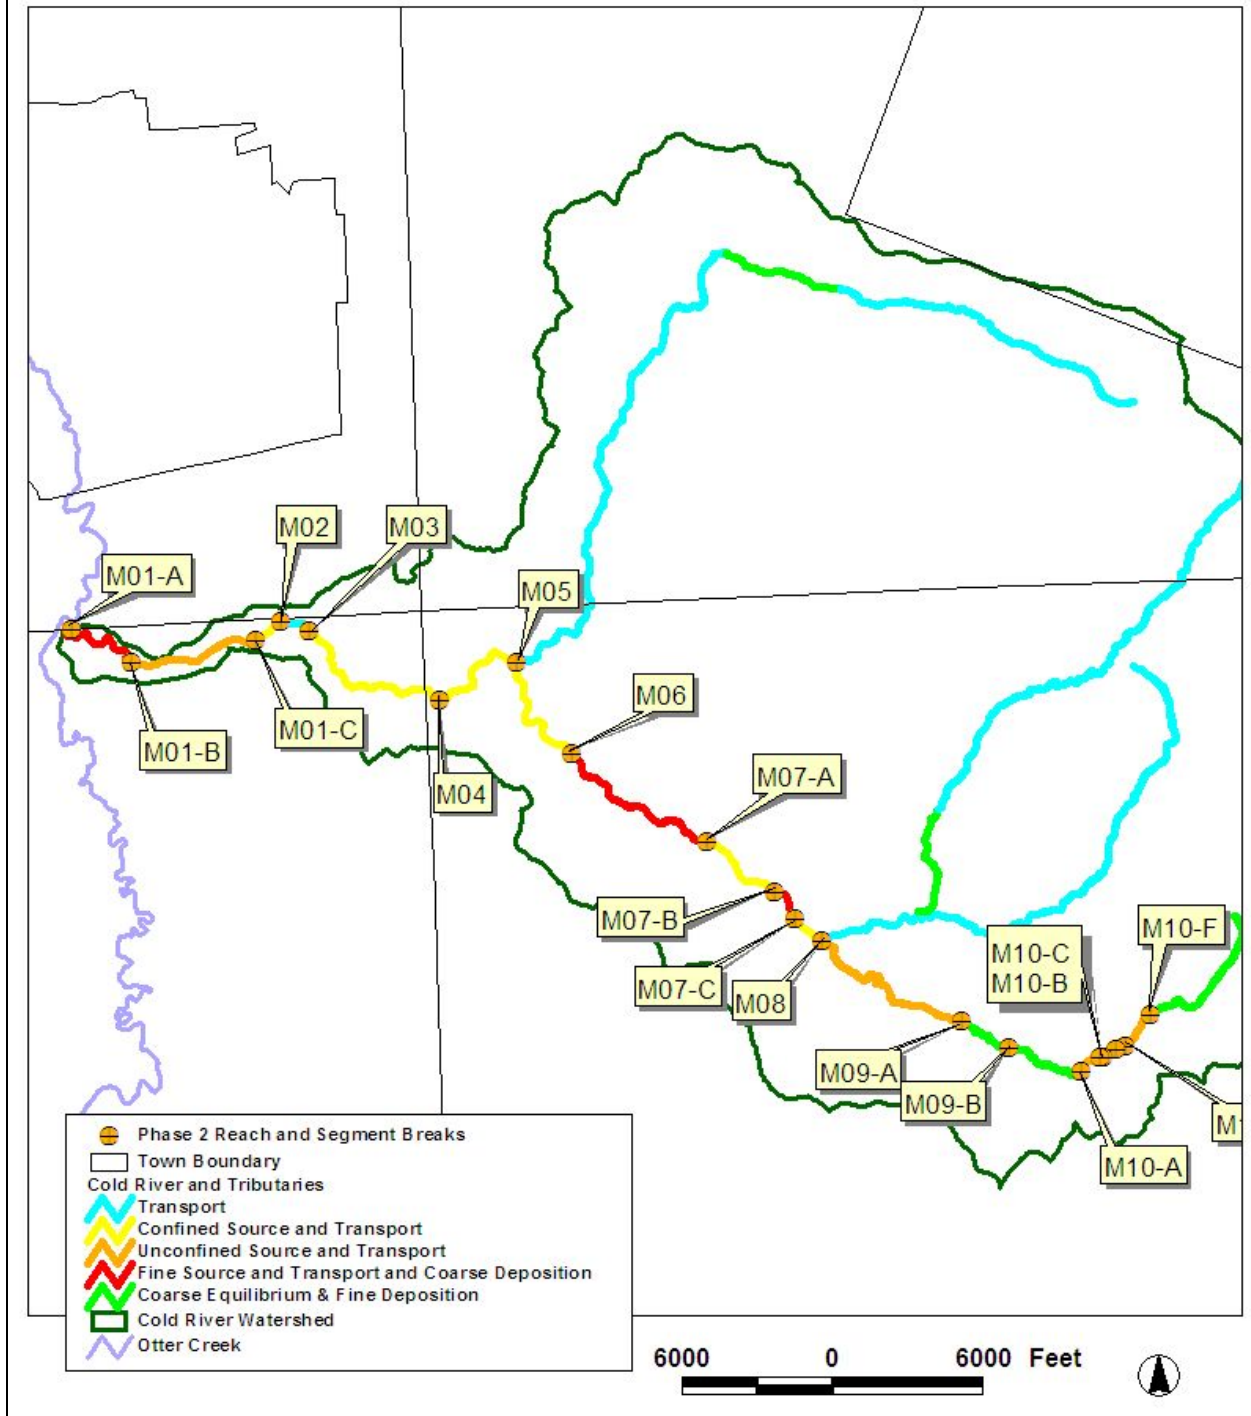 M02
M03
M01-A
M05
M06
M01-C
M01-B
M07-A
M04
M07-B
M10-F
M10-C
M10-B
M07-C
M08
M09-A
M09-B
M1
M10-A
Phase 2 Reach and Segment Breaks
Town Boundary
Cold River and Tributaries
Transport
Confined Source and Transport
Unconfined Source and Transport
Fine Source and Transport and Coarse Deposition
Coarse Equilibrium & Fine Deposition
Cold River Watershed
Otter Creek
6000 0 6000 Feet